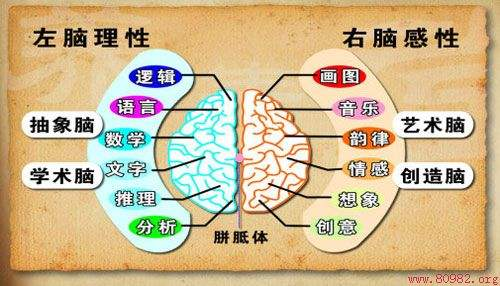 左脑理性
右脑感性
逻辑
语言
数学
文字
推理
分析
抽象脑
学术脑
画图
音乐
韵律
情感
想象
创意
艺术脑
创造脑
胼胝体
www.80982.org